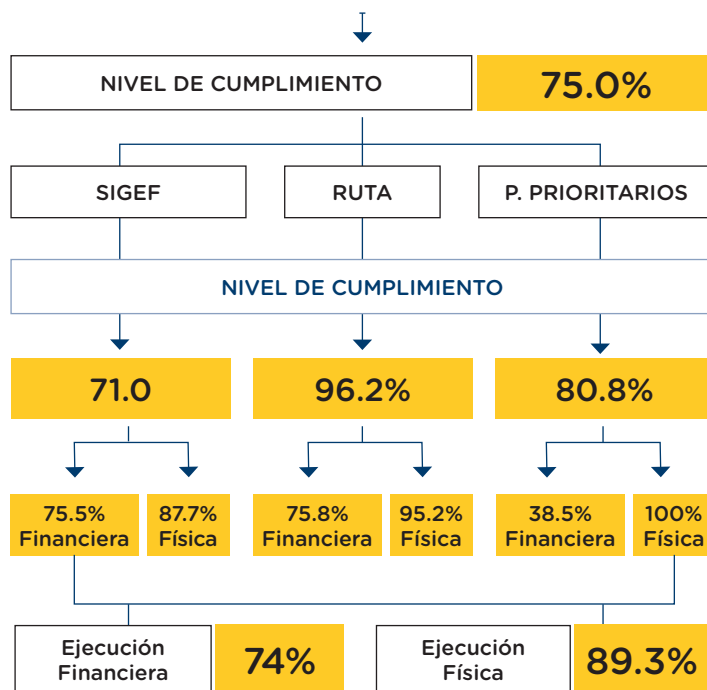 NIVEL DE CUMPLIMIENTO
75.0%
SIGEF
RUTA
P. PRIORITARIOS
NIVEL DE CUMPLIMIENTO
71.0
96.2%
80.8%
75.5%
Financiera
87.7%
Física
75.8%
Financiera
95.2%
Física
38.5%
Financiera
100%
Física
Ejecución
Financiera
74%
Ejecución
Física
89.3%